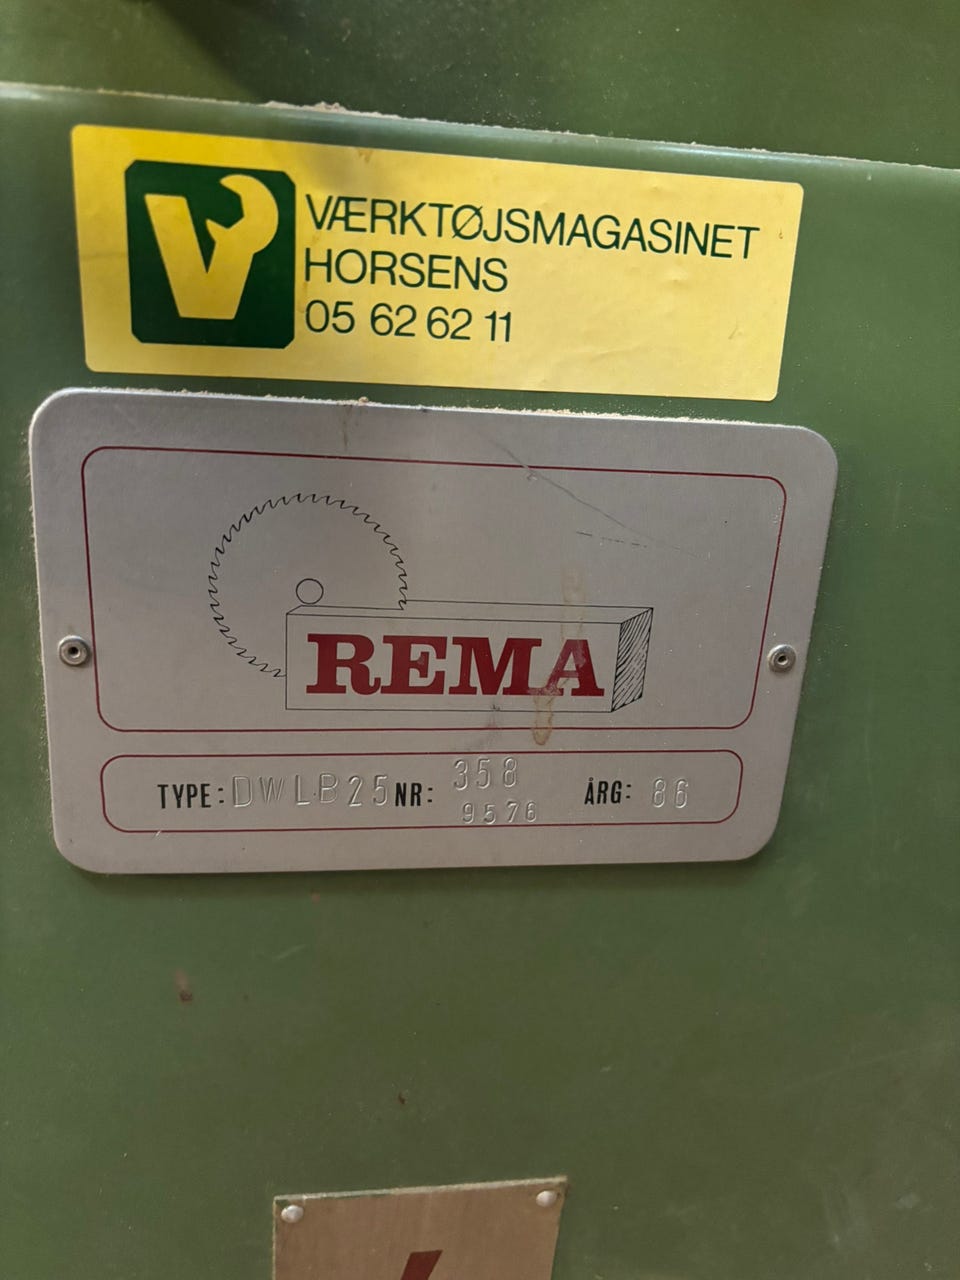 VÆRKTØJSMAGASINET
HORSENS
05 62 62 11
REMA
TYPE: DWLB25 NR: 358 9576 ÅRG: 86